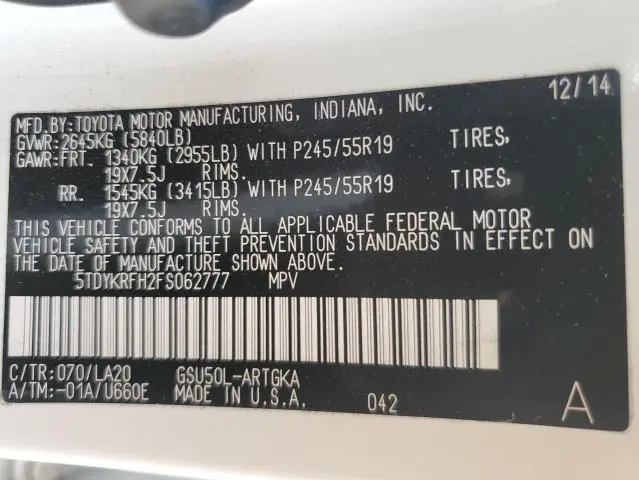 12/14
MFD.BY:TOYOTA MOTOR MANUFACTURING, INDIANA, INC.
GVWR:2645KG (5840LB)
GAWR:FRT. 1340KG (2955LB) WITH P245/55R19 TIRES,
19X7.5J RIMS.
RR. 1545KG (3415LB) WITH P245/55R19 TIRES,
19X7.5J RIMS.
THIS VEHICLE CONFORMS TO ALL APPLICABLE FEDERAL MOTOR
VEHICLE SAFETY AND THEFT PREVENTION STANDARDS IN EFFECT ON
THE DATE OF MANUFACTURE SHOWN ABOVE.
5TDYKRFH2FS062777 MPV
C/TR:070/LA20 GSU50L-ARTGKA
A/TM:-01A/U660E MADE IN U.S.A. 042 A